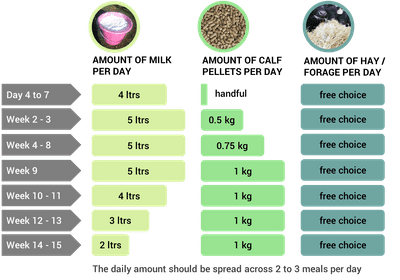 AMOUNT OF MILK
PER DAY
AMOUNT OF CALF
PELLETS PER DAY
AMOUNT OF HAY /
FORAGE PER DAY
Day 4 to 7 4 ltrs handful free choice
Week 2 - 3 5 ltrs 0.5 kg free choice
Week 4 - 8 5 ltrs 0.75 kg free choice
Week 9 5 ltrs 1 kg free choice
Week 10 - 11 4 ltrs 1 kg free choice
Week 12 - 13 3 ltrs 1 kg free choice
Week 14 - 15 2 ltrs 1 kg free choice
The daily amount should be spread across 2 to 3 meals per day